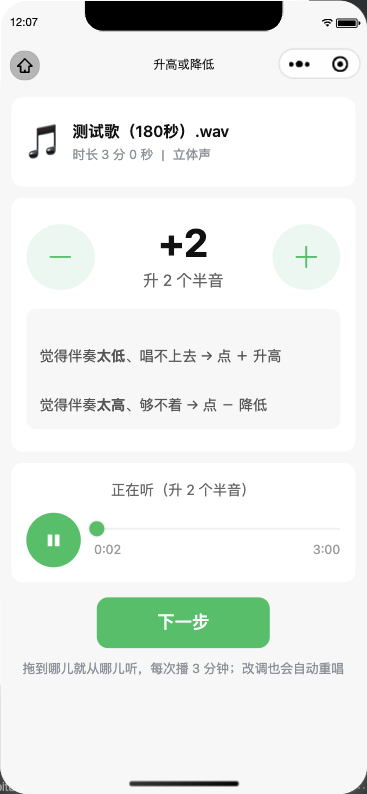 12:07
升高或降低
测试歌（180秒）.wav
时长 3 分 0 秒 | 立体声
+2
升 2 个半音
觉得伴奏太低、唱不上去 → 点 ＋ 升高
觉得伴奏太高、够不着 → 点 － 降低
正在听（升 2 个半音）
0:02
3:00
下一步
拖到哪儿就从哪儿听，每次播 3 分钟；改调也会自动重唱